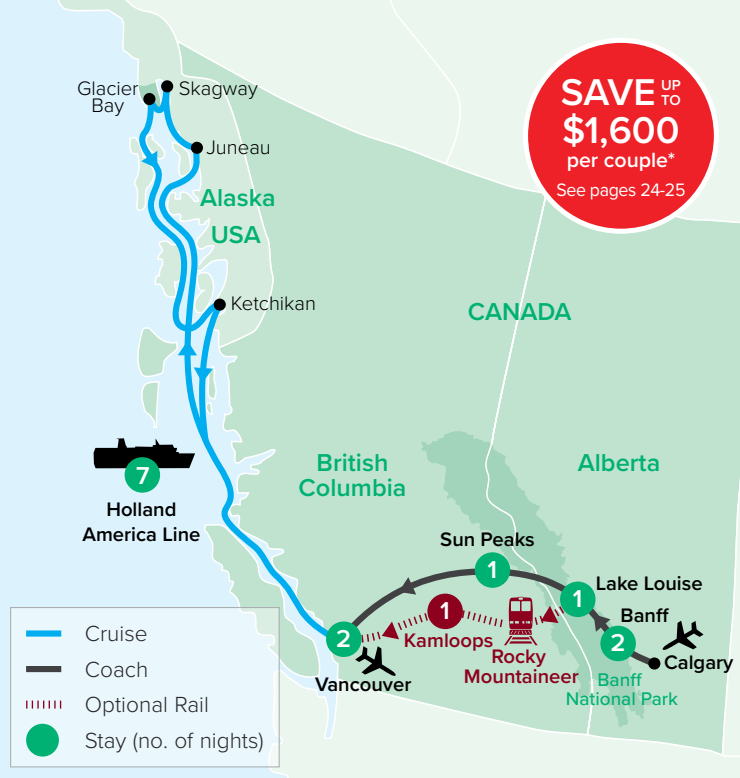 SAVE UP TO
$1,600
per couple*
See pages 24-25
Glacier
Bay
Skagway
Juneau
Alaska
USA
Ketchikan
CANADA
7
Holland
America Line
British
Columbia
Alberta
Sun Peaks
1
Lake Louise
1
Banff
2
Calgary
Banff
National Park
1
Kamloops
Rocky
Mountaineer
2
Vancouver
Cruise
Coach
Optional Rail
Stay (no. of nights)